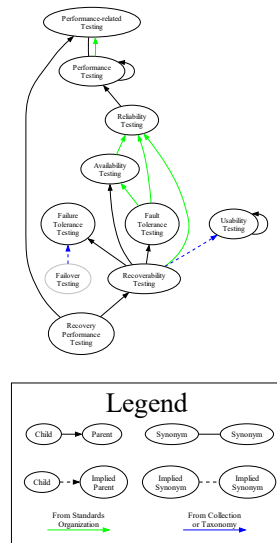 Performance-related
Testing
Performance
Testing
Reliability
Testing
Availability
Testing
Failure
Tolerance
Testing
Fault
Tolerance
Testing
Usability
Testing
Failover
Testing
Recoverability
Testing
Recovery
Performance
Testing
Legend
Child
Parent
Synonym
Synonym
Child
Implied
Parent
Implied
Synonym
Implied
Synonym
From Standards
Organization
From Collection
or Taxonomy